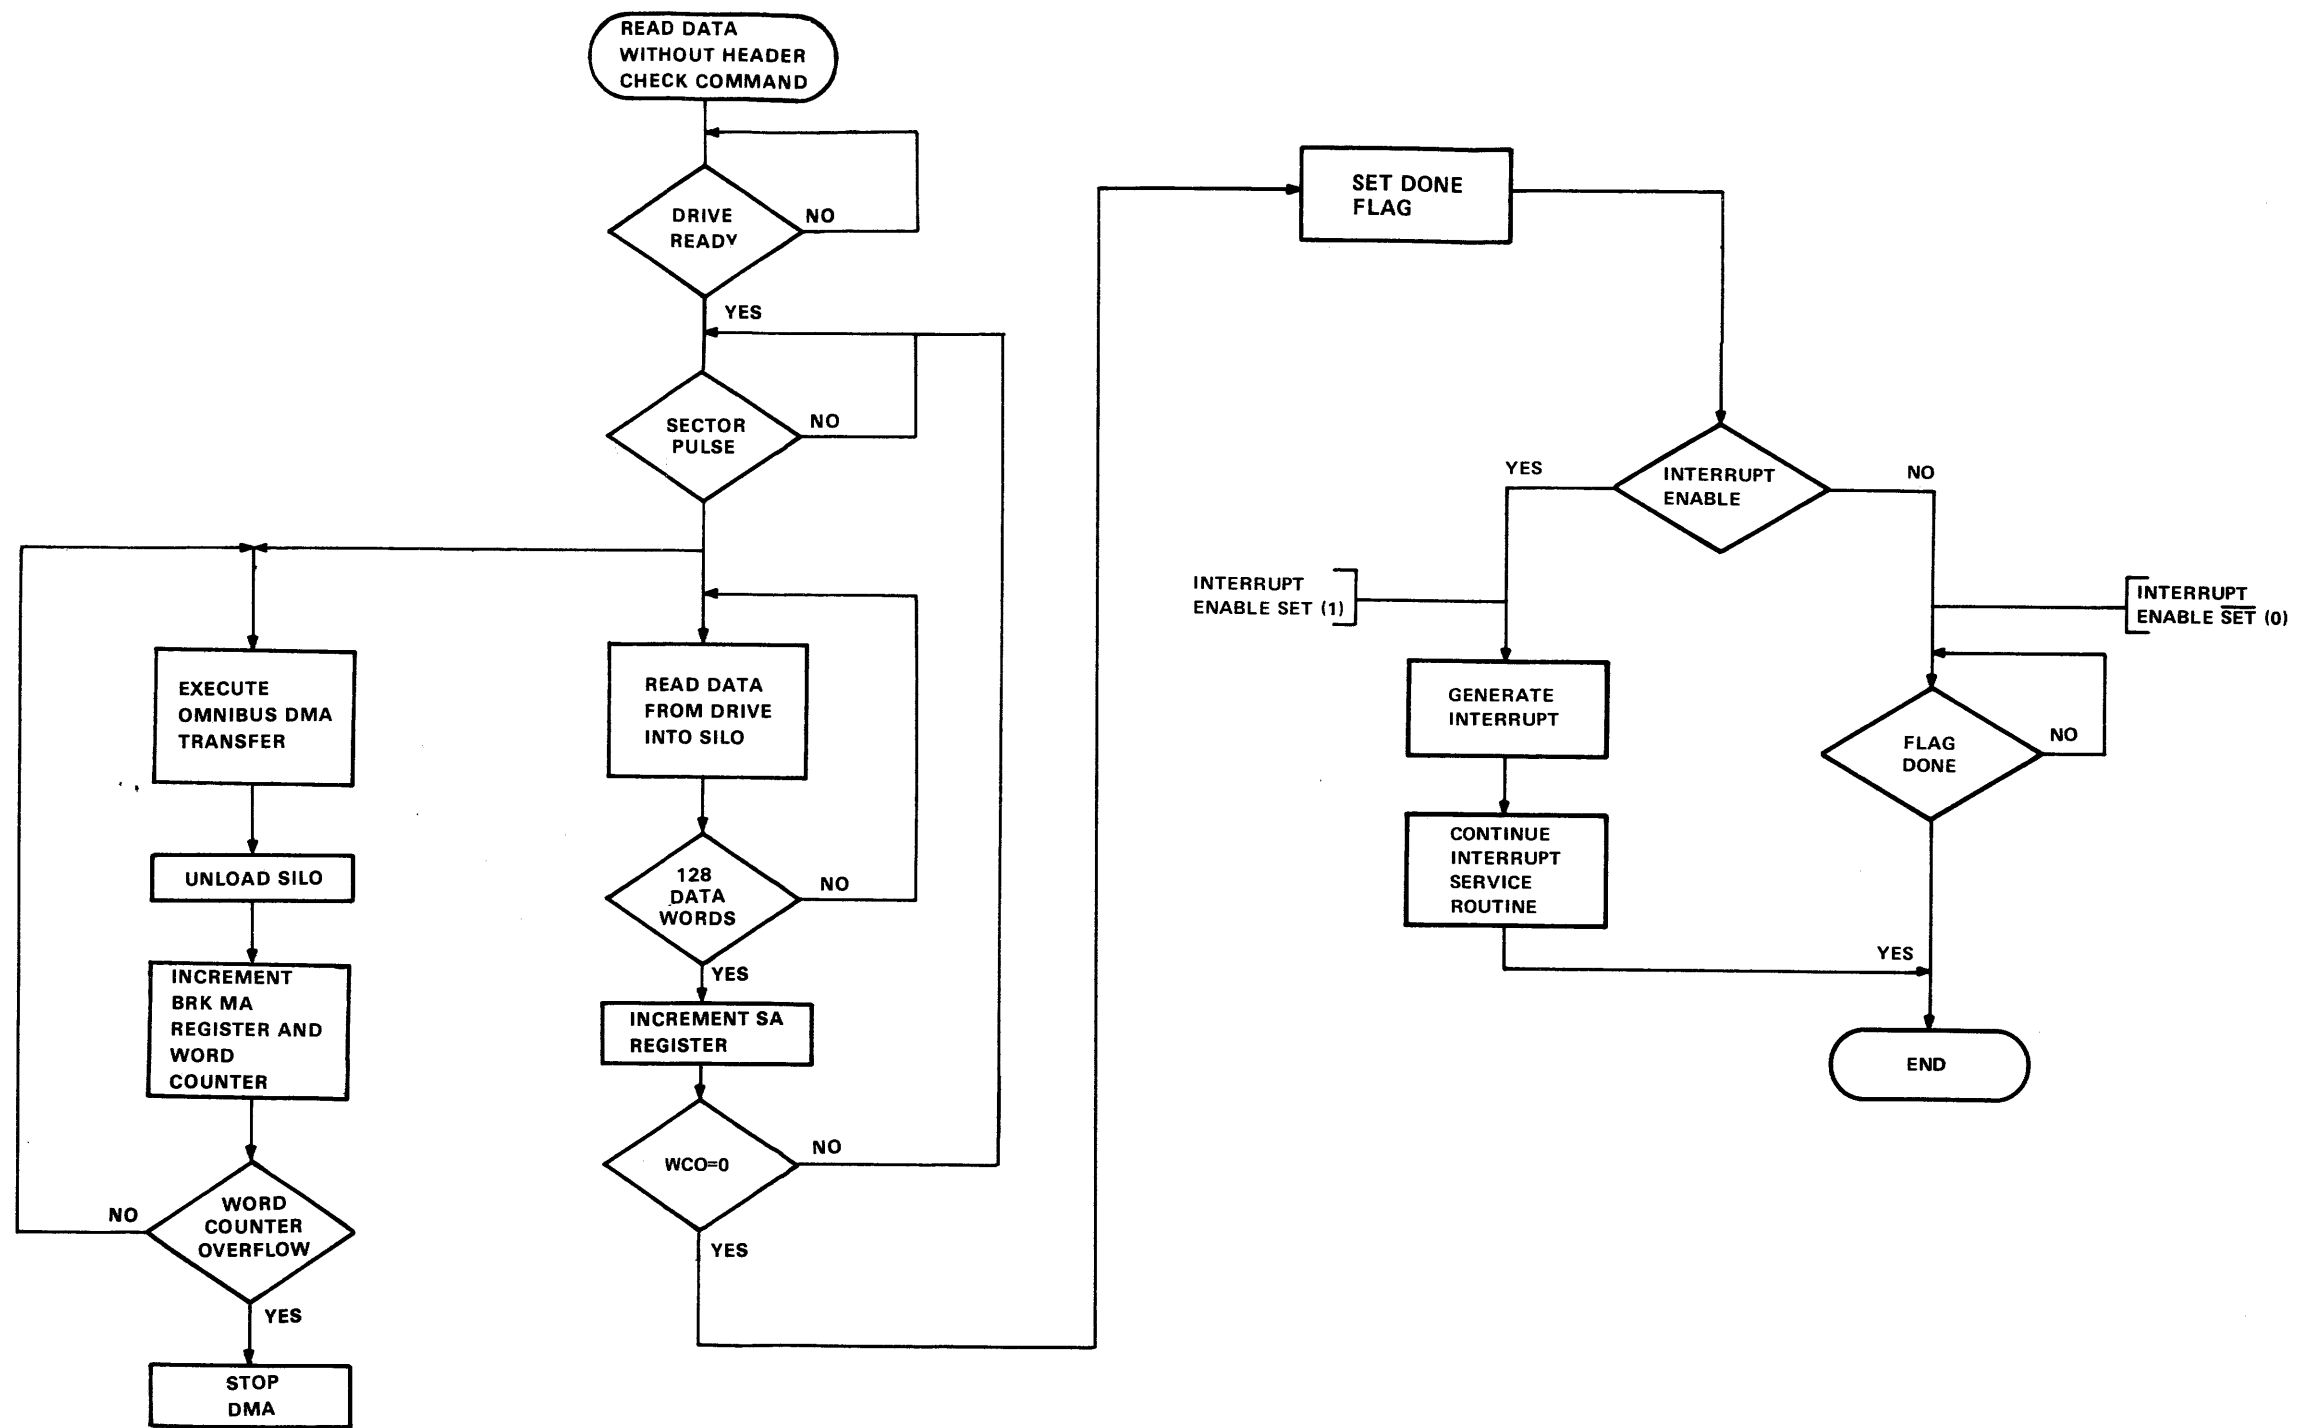 READ DATA
WITHOUT HEADER
CHECK COMMAND
DRIVE
READY
NO
YES
SECTOR
PULSE
NO
EXECUTE
OMNIBUS DMA
TRANSFER
UNLOAD SILO
INCREMENT
BRK MA
REGISTER AND
WORD
COUNTER
WORD
COUNTER
OVERFLOW
NO
YES
STOP
DMA
READ DATA
FROM DRIVE
INTO SILO
128
DATA
WORDS
NO
YES
INCREMENT SA
REGISTER
WCO=0
NO
YES
SET DONE
FLAG
INTERRUPT
ENABLE
YES
NO
INTERRUPT
ENABLE SET (1)
GENERATE
INTERRUPT
CONTINUE
INTERRUPT
SERVICE
ROUTINE
INTERRUPT
ENABLE S̅E̅T̅ (0)
FLAG
DONE
NO
YES
END